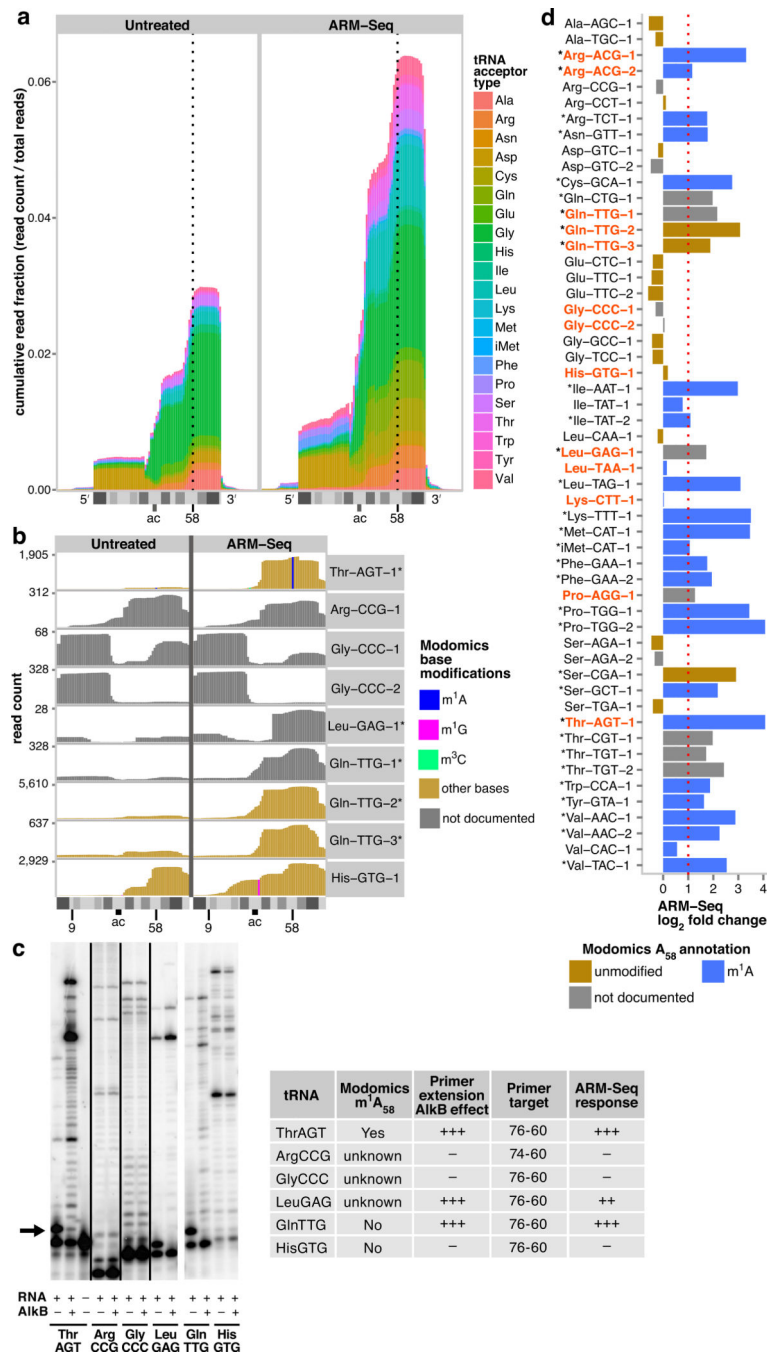 a
Untreated
ARM−Seq
cumulative read fraction (read count / total reads)
0.06
0.04
0.02
0.00
5′
ac
58
3′
5′
ac
58
3′
tRNA
acceptor
type
Ala
Arg
Asn
Asp
Cys
Gln
Glu
Gly
His
Ile
Leu
Lys
Met
iMet
Phe
Pro
Ser
Thr
Trp
Tyr
Val
b
Untreated
ARM−Seq
read count
1,905
Thr−AGT−1*
312
Arg−CCG−1
68
Gly−CCC−1
328
Gly−CCC−2
28
Leu−GAG−1*
328
Gln−TTG−1*
5,610
Gln−TTG−2*
637
Gln−TTG−3*
2,929
His−GTG−1
9
ac
58
9
ac
58
Modomics
base
modifications
m¹A
m¹G
m³C
other bases
not documented
c
RNA + + − + + + + + + + + + +
AlkB − + − − + − + − + − + − +
Thr
AGT
Arg
CCG
Gly
CCC
Leu
GAG
Gln
TTG
His
GTG
tRNA
Modomics
m¹A₅₈
Primer
extension
AlkB effect
Primer
target
ARM-Seq
response
ThrAGT Yes +++ 76-60 +++
ArgCCG unknown − 74-60 −
GlyCCC unknown − 76-60 −
LeuGAG unknown +++ 76-60 ++
GlnTTG No +++ 76-60 +++
HisGTG No − 76-60 −
d
Ala−AGC−1
Ala−TGC−1
*Arg−ACG−1
*Arg−ACG−2
Arg−CCG−1
Arg−CCT−1
*Arg−TCT−1
*Asn−GTT−1
Asp−GTC−1
Asp−GTC−2
*Cys−GCA−1
*Gln−CTG−1
*Gln−TTG−1
*Gln−TTG−2
*Gln−TTG−3
Glu−CTC−1
Glu−TTC−1
Glu−TTC−2
Gly−CCC−1
Gly−CCC−2
Gly−GCC−1
Gly−TCC−1
His−GTG−1
*Ile−AAT−1
Ile−TAT−1
*Ile−TAT−2
Leu−CAA−1
*Leu−GAG−1
Leu−TAA−1
*Leu−TAG−1
Lys−CTT−1
*Lys−TTT−1
*Met−CAT−1
*iMet−CAT−1
*Phe−GAA−1
*Phe−GAA−2
Pro−AGG−1
*Pro−TGG−1
*Pro−TGG−2
Ser−AGA−1
Ser−AGA−2
*Ser−CGA−1
*Ser−GCT−1
Ser−TGA−1
*Thr−AGT−1
*Thr−CGT−1
*Thr−TGT−1
*Thr−TGT−2
*Trp−CCA−1
*Tyr−GTA−1
*Val−AAC−1
*Val−AAC−2
Val−CAC−1
*Val−TAC−1
0 1 2 3 4
ARM−Seq
log₂ fold change
Modomics A₅₈ annotation
unmodified
m¹A
not documented